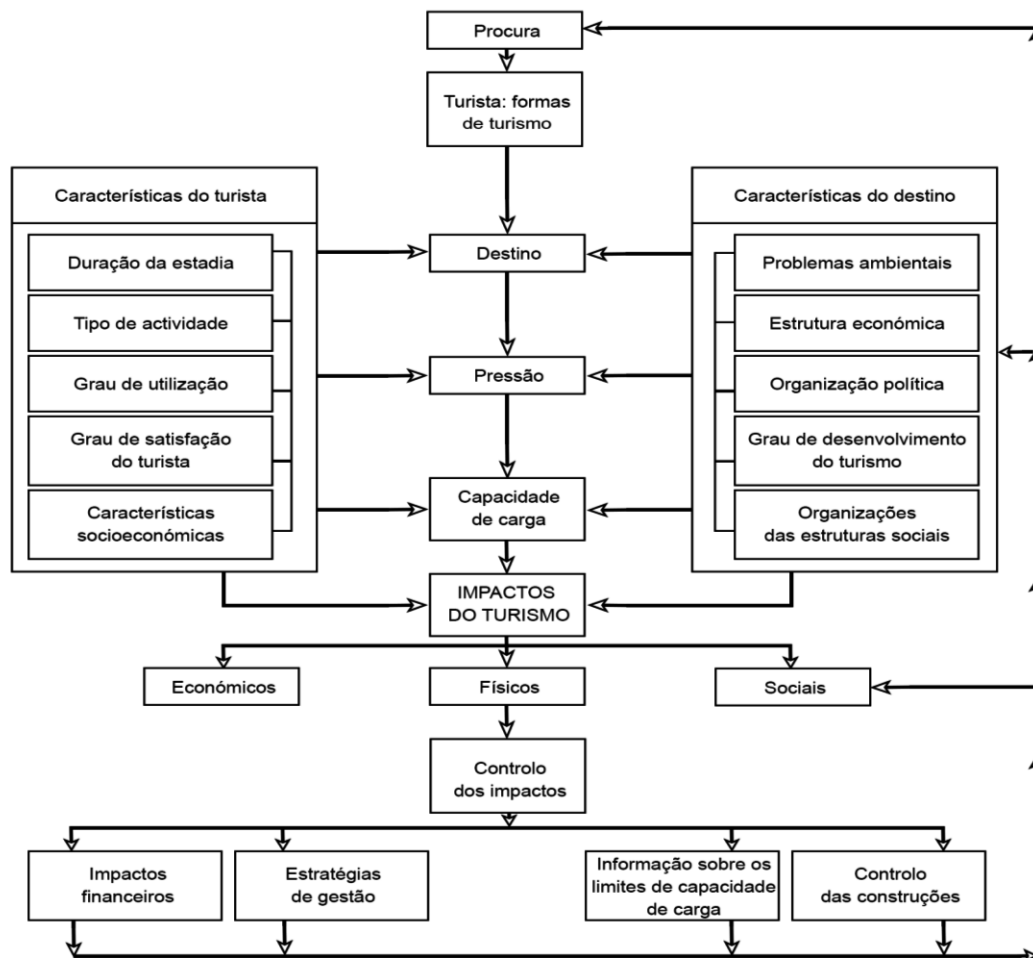 Procura
Turista: formas
de turismo
Características do turista
Duração da estadia
Tipo de actividade
Grau de utilização
Grau de satisfação
do turista
Características
socioeconómicas
Destino
Pressão
Capacidade
de carga
IMPACTOS
DO TURISMO
Características do destino
Problemas ambientais
Estrutura económica
Organização política
Grau de desenvolvimento
do turismo
Organizações
das estruturas sociais
Económicos
Físicos
Sociais
Controlo
dos impactos
Impactos
financeiros
Estratégias
de gestão
Informação sobre os
limites de capacidade
de carga
Controlo
das construções